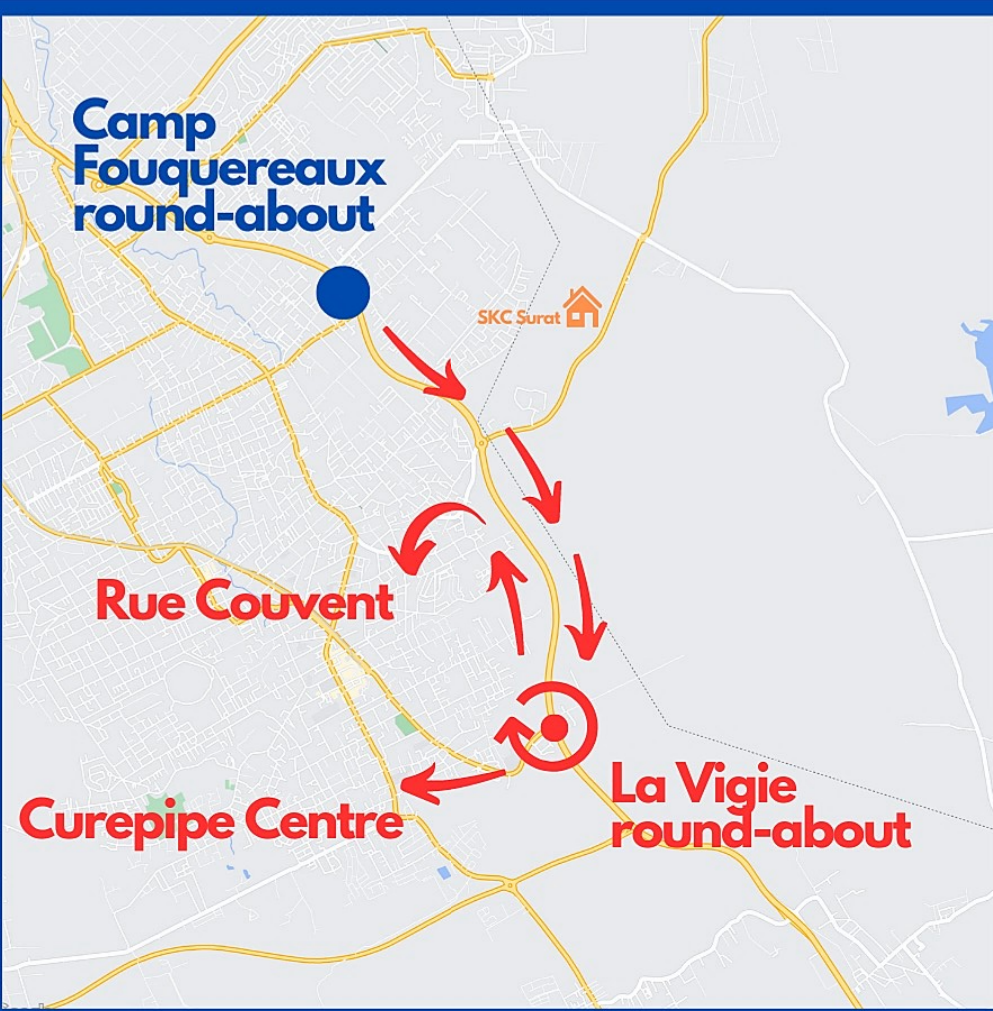 Camp
Fouquereaux
round-about
SKC Surat
Rue Couvent
La Vigie
round-about
Curepipe Centre